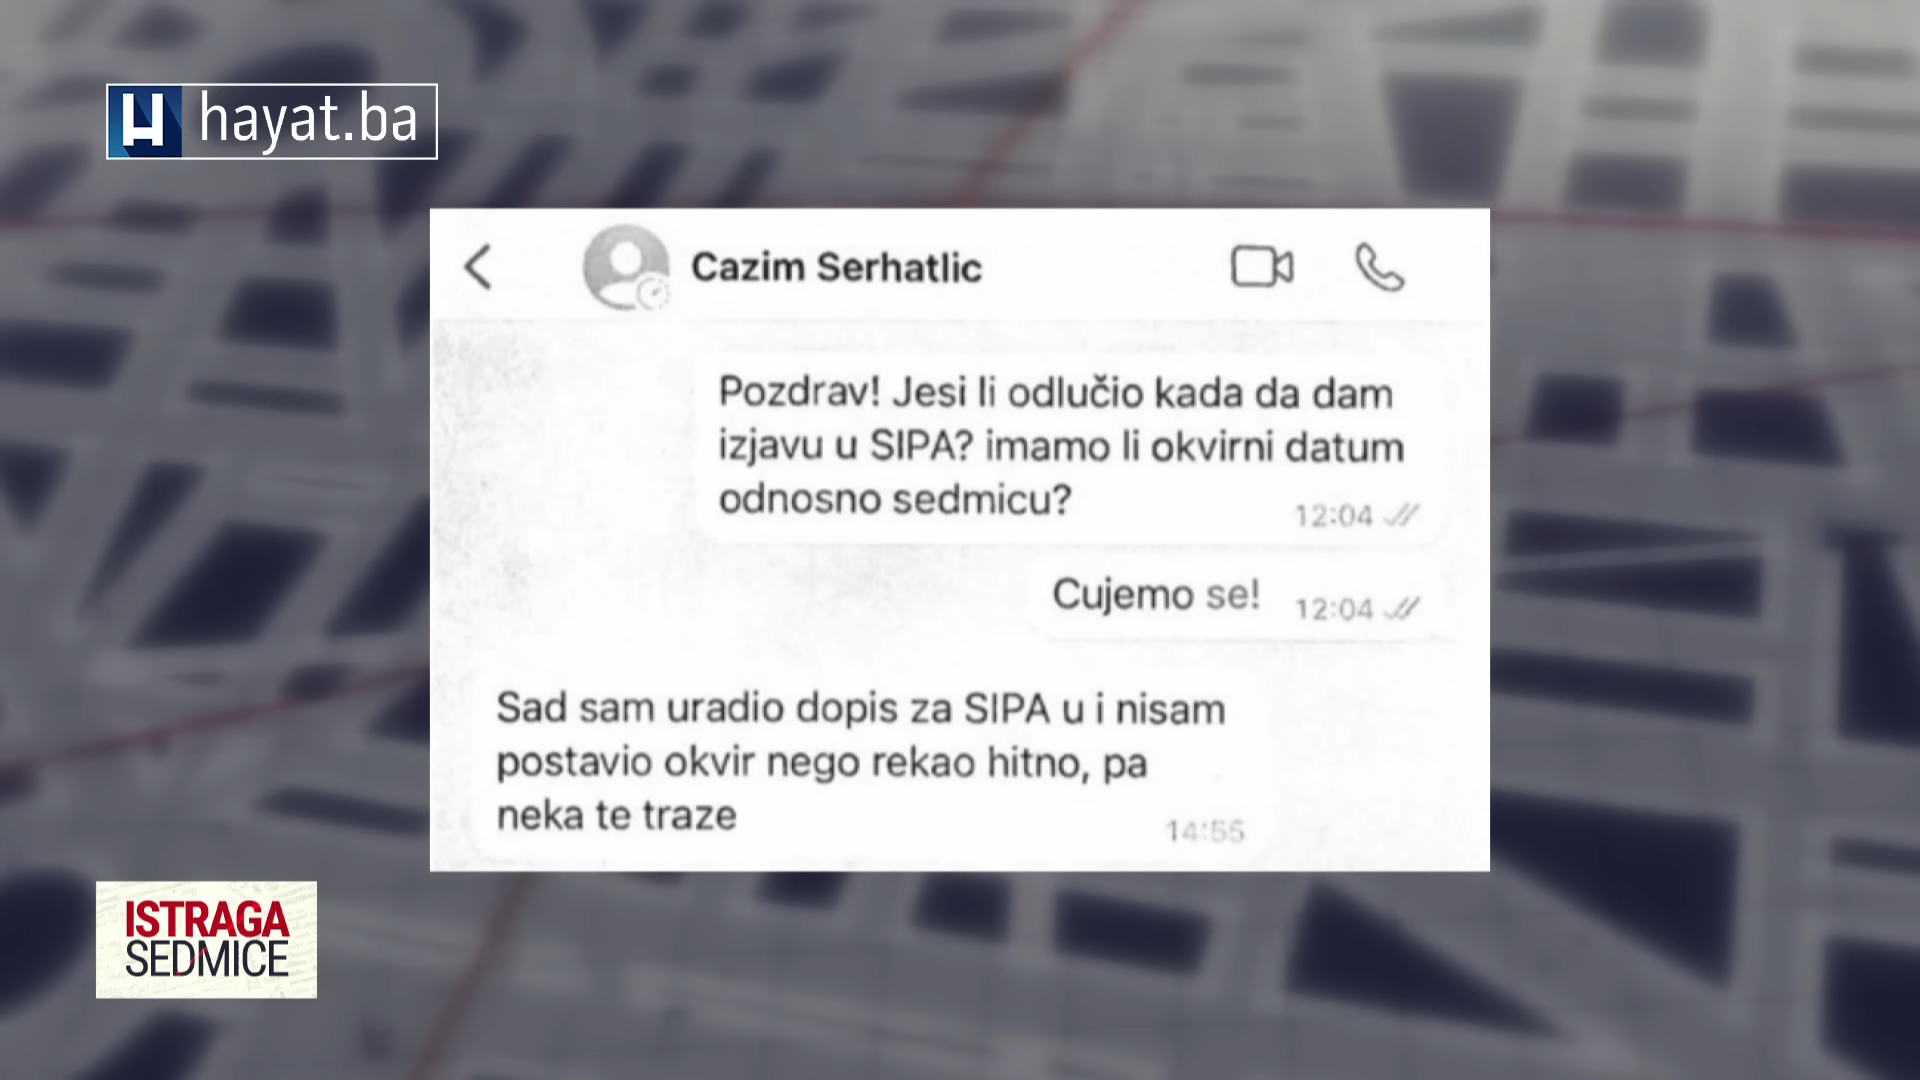 hayat.ba
Cazim Serhatlic
Pozdrav! Jesi li odlučio kada da dam
izjavu u SIPA? imamo li okvirni datum
odnosno sedmicu?
12:04
Cujemo se!
12:04
Sad sam uradio dopis za SIPA u i nisam
postavio okvir nego rekao hitno, pa
neka te traze
14:55
ISTRAGA
SEDMICE